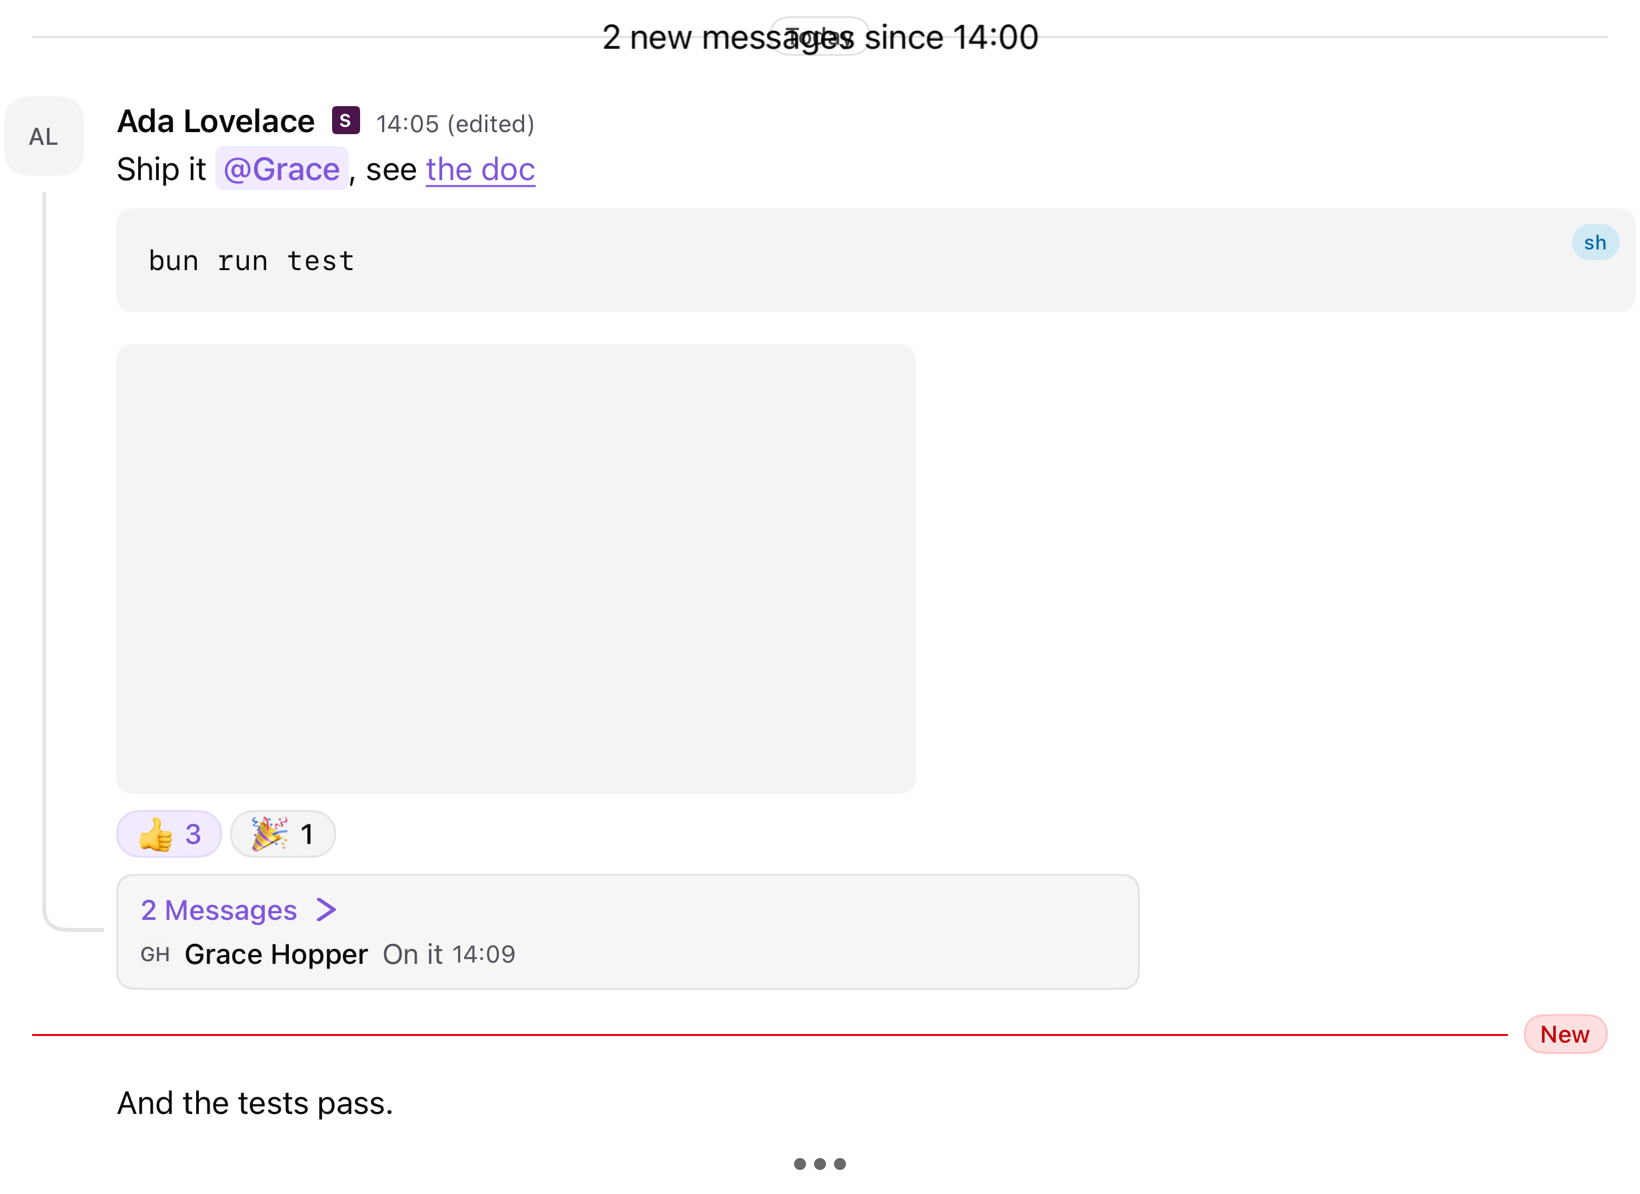 2 new messages since 14:00
Today
AL
Ada Lovelace S 14:05 (edited)
Ship it @Grace, see the doc
sh
bun run test
👍 3 🎉 1
2 Messages
GH Grace Hopper On it 14:09
New
And the tests pass.